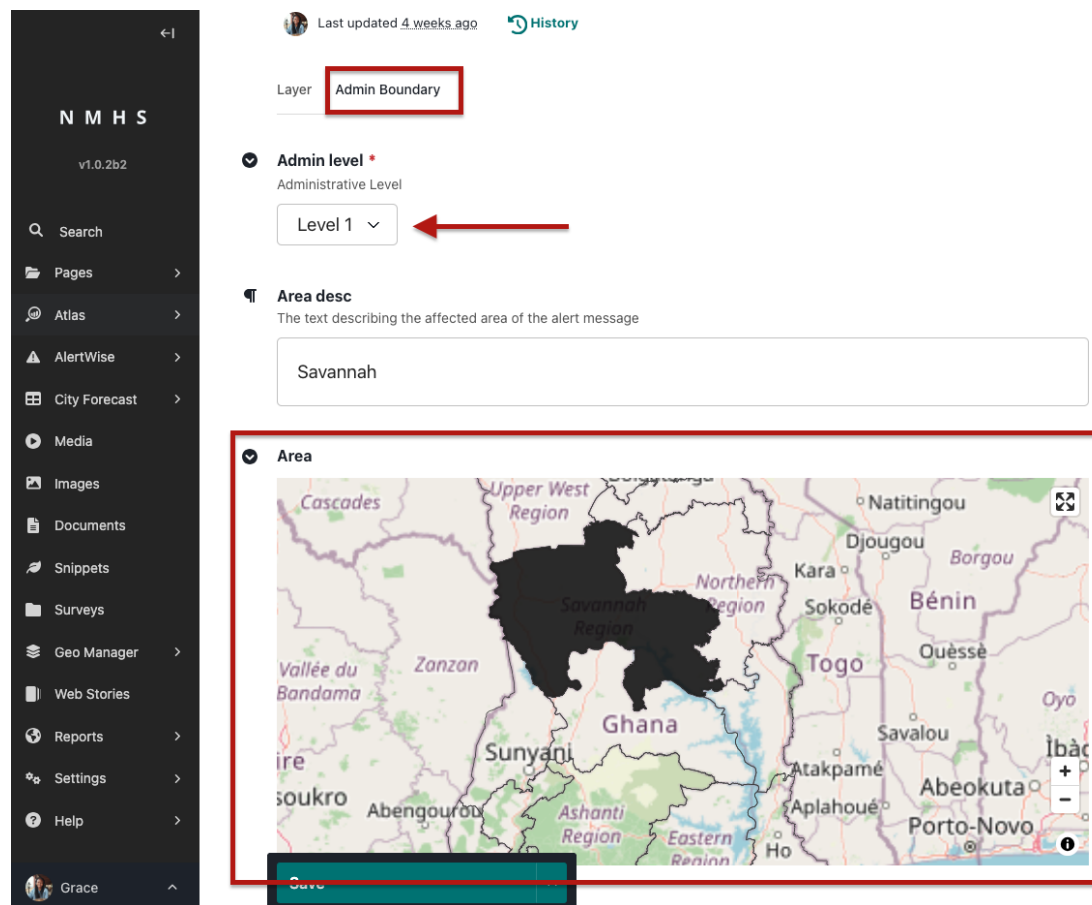 Last updated 4 weeks ago
History
NMHS
v1.0.2b2
Search
Pages
Atlas
AlertWise
City Forecast
Media
Images
Documents
Snippets
Surveys
Geo Manager
Web Stories
Reports
Settings
Help
Grace
Layer
Admin Boundary
Admin level *
Administrative Level
Level 1
Area desc
The text describing the affected area of the alert message
Savannah
Area
Cascades
Upper West
Region
Natitingou
Djougou
Borgou
Kara
Northern
Region
Savannah
Region
Sokodé
Bénin
Ouèssè
Vallée du
Bandama
Zanzan
Togo
Oyo
Ghana
Savalou
Sunyani
ire
Atakpamé
soukro
Abengourou
Ashanti
Region
Aplahoué
Abeokuta
Eastern
Region
Ho
Porto-Novo
+
−
Save